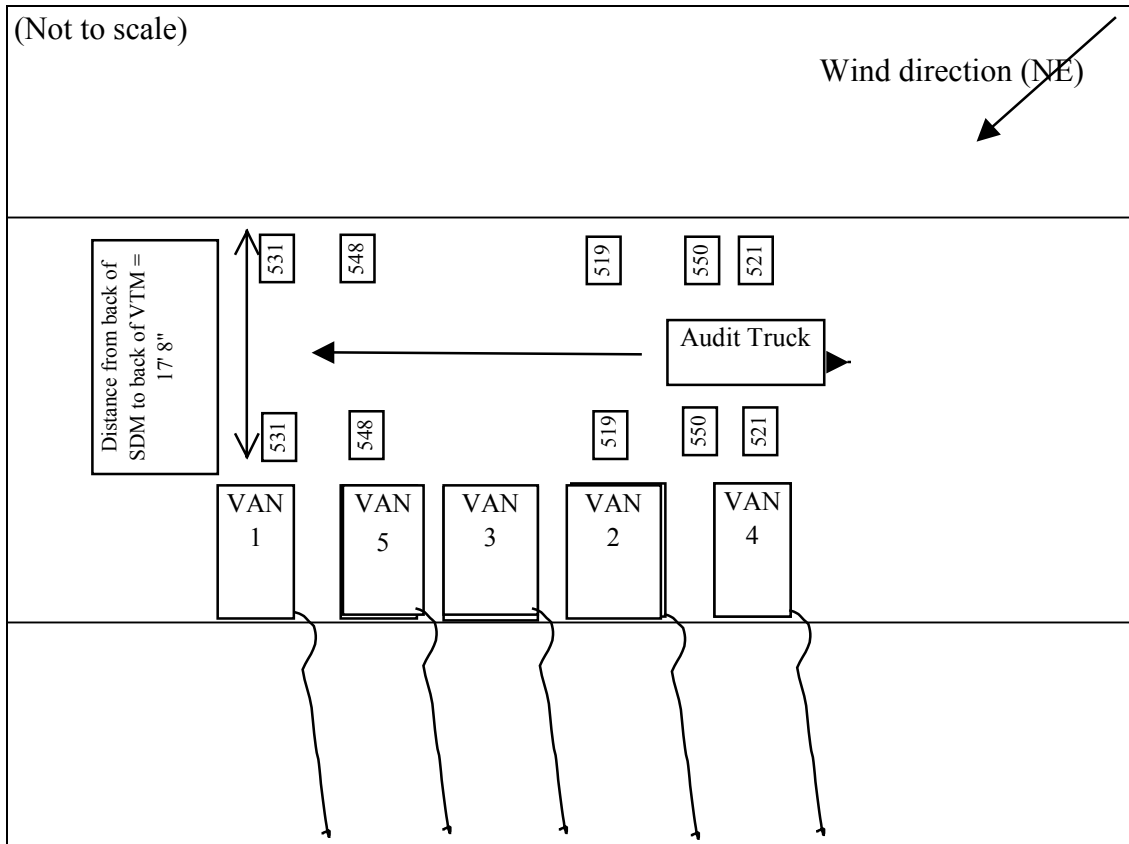 (Not to scale)
Wind direction (NE)
Distance from back of
SDM to back of VTM =
17' 8"
531
548
519
550
521
Audit Truck
531
548
519
550
521
VAN
1
VAN
5
VAN
3
VAN
2
VAN
4